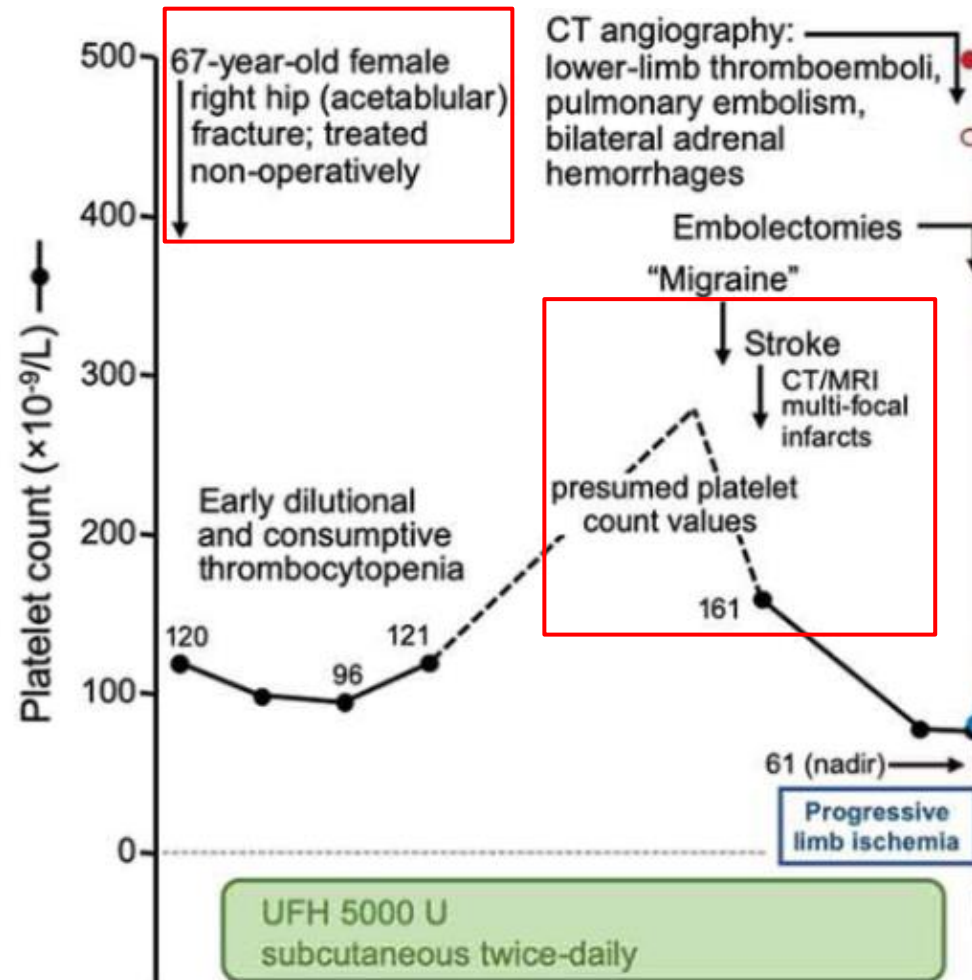 Platelet count (×10⁻⁹/L)
500
400
300
200
100
0
67-year-old female
right hip (acetablular)
fracture; treated
non-operatively
CT angiography:
lower-limb thromboemboli,
pulmonary embolism,
bilateral adrenal
hemorrhages
Embolectomies
“Migraine”
Stroke
CT/MRI
multi-focal
infarcts
presumed platelet
count values
Early dilutional
and consumptive
thrombocytopenia
120
96
121
161
61 (nadir)
Progressive
limb ischemia
UFH 5000 U
subcutaneous twice-daily